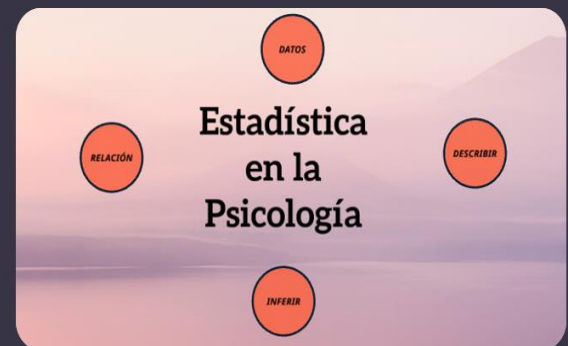 DATOS
Estadística
en la
Psicología
RELACIÓN
DESCRIBIR
INFERIR